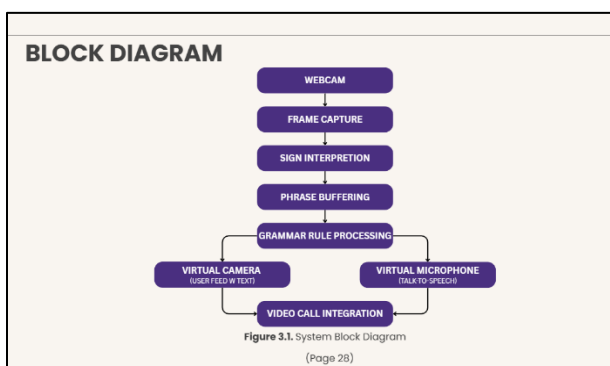 BLOCK DIAGRAM
WEBCAM
FRAME CAPTURE
SIGN INTERPRETION
PHRASE BUFFERING
GRAMMAR RULE PROCESSING
VIRTUAL CAMERA
(USER FEED W TEXT)
VIRTUAL MICROPHONE
(TALK-TO-SPEECH)
VIDEO CALL INTEGRATION
Figure 3.1. System Block Diagram
(Page 28)